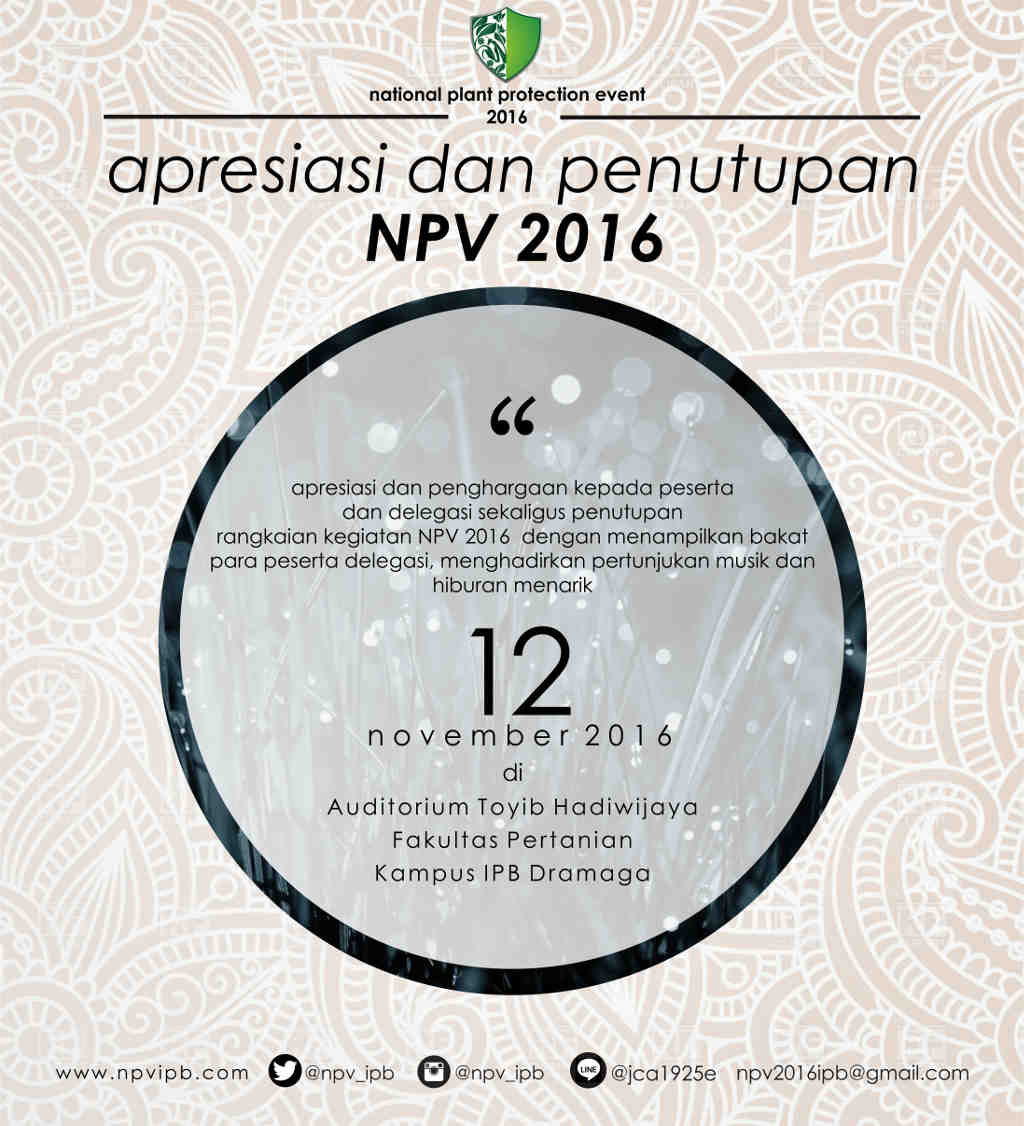 national plant protection event
2016
apresiasi dan penutupan
NPV 2016
“
apresiasi dan penghargaan kepada peserta
dan delegasi sekaligus penutupan
rangkaian kegiatan NPV 2016 dengan menampilkan bakat
para peserta delegasi, menghadirkan pertunjukan musik dan
hiburan menarik
12
november 2016
di
Auditorium Toyib Hadiwijaya
Fakultas Pertanian
Kampus IPB Dramaga
www.npvipb.com @npv_ipb @npv_ipb LINE @jca1925e npv2016ipb@gmail.com